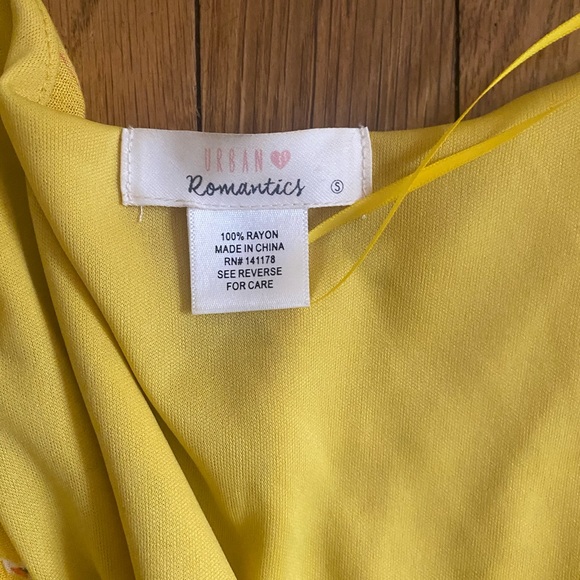 URBAN
Romantics S
100% RAYON
MADE IN CHINA
RN# 141178
SEE REVERSE
FOR CARE